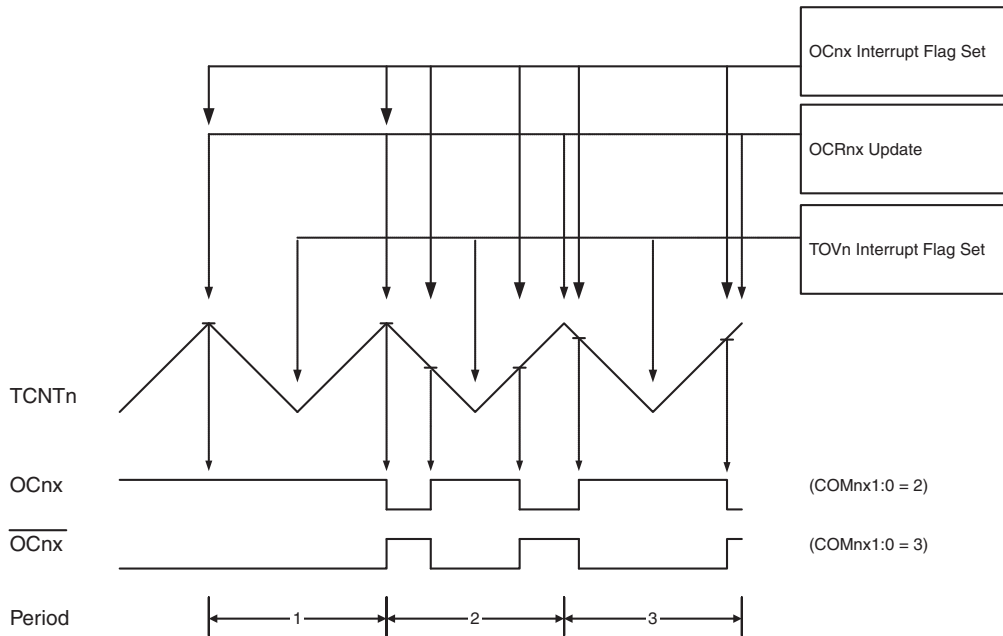 OCnx Interrupt Flag Set
OCRnx Update
TOVn Interrupt Flag Set
TCNTn
OCnx
(COMnx1:0 = 2)
OCnx
(COMnx1:0 = 3)
Period
1
2
3